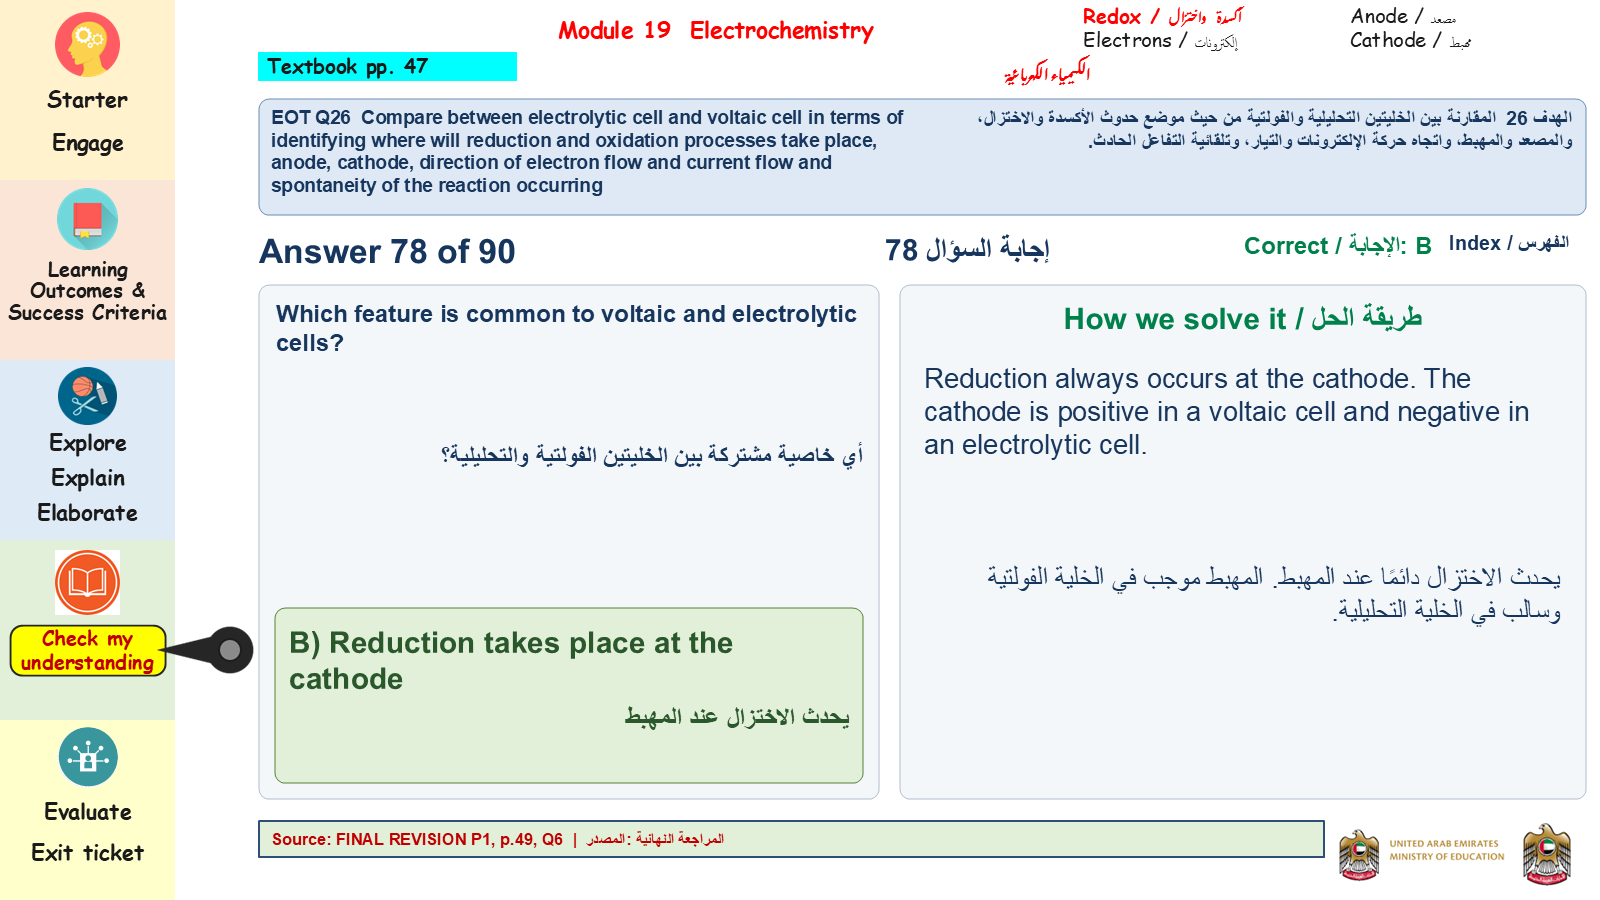 Module 19 Electrochemistry
Redox / أكسدة واختزال
Electrons / إلكترونات
Anode / مصعد
Cathode / مهبط
الكيمياء الكهربائية
Textbook pp. 47
Starter
Engage
Learning
Outcomes &
Success Criteria
Explore
Explain
Elaborate
Check my
understanding
Evaluate
Exit ticket
EOT Q26 Compare between electrolytic cell and voltaic cell in terms of
identifying where will reduction and oxidation processes take place,
anode, cathode, direction of electron flow and current flow and
spontaneity of the reaction occurring
الهدف 26 المقارنة بين الخليتين التحليلية والفولتية من حيث موضع حدوث الأكسدة والاختزال،
والمصعد والمهبط، واتجاه حركة الإلكترونات والتيار، وتلقائية التفاعل الحادث.
Answer 78 of 90
إجابة السؤال 78
Correct / الإجابة: B
Index / الفهرس
Which feature is common to voltaic and electrolytic
cells?
أي خاصية مشتركة بين الخليتين الفولتية والتحليلية؟
B) Reduction takes place at the
cathode
يحدث الاختزال عند المهبط
How we solve it / طريقة الحل
Reduction always occurs at the cathode. The
cathode is positive in a voltaic cell and negative in
an electrolytic cell.
يحدث الاختزال دائمًا عند المهبط. المهبط موجب في الخلية الفولتية
وسالب في الخلية التحليلية.
Source: FINAL REVISION P1, p.49, Q6 | المصدر: المراجعة النهائية
UNITED ARAB EMIRATES
MINISTRY OF EDUCATION